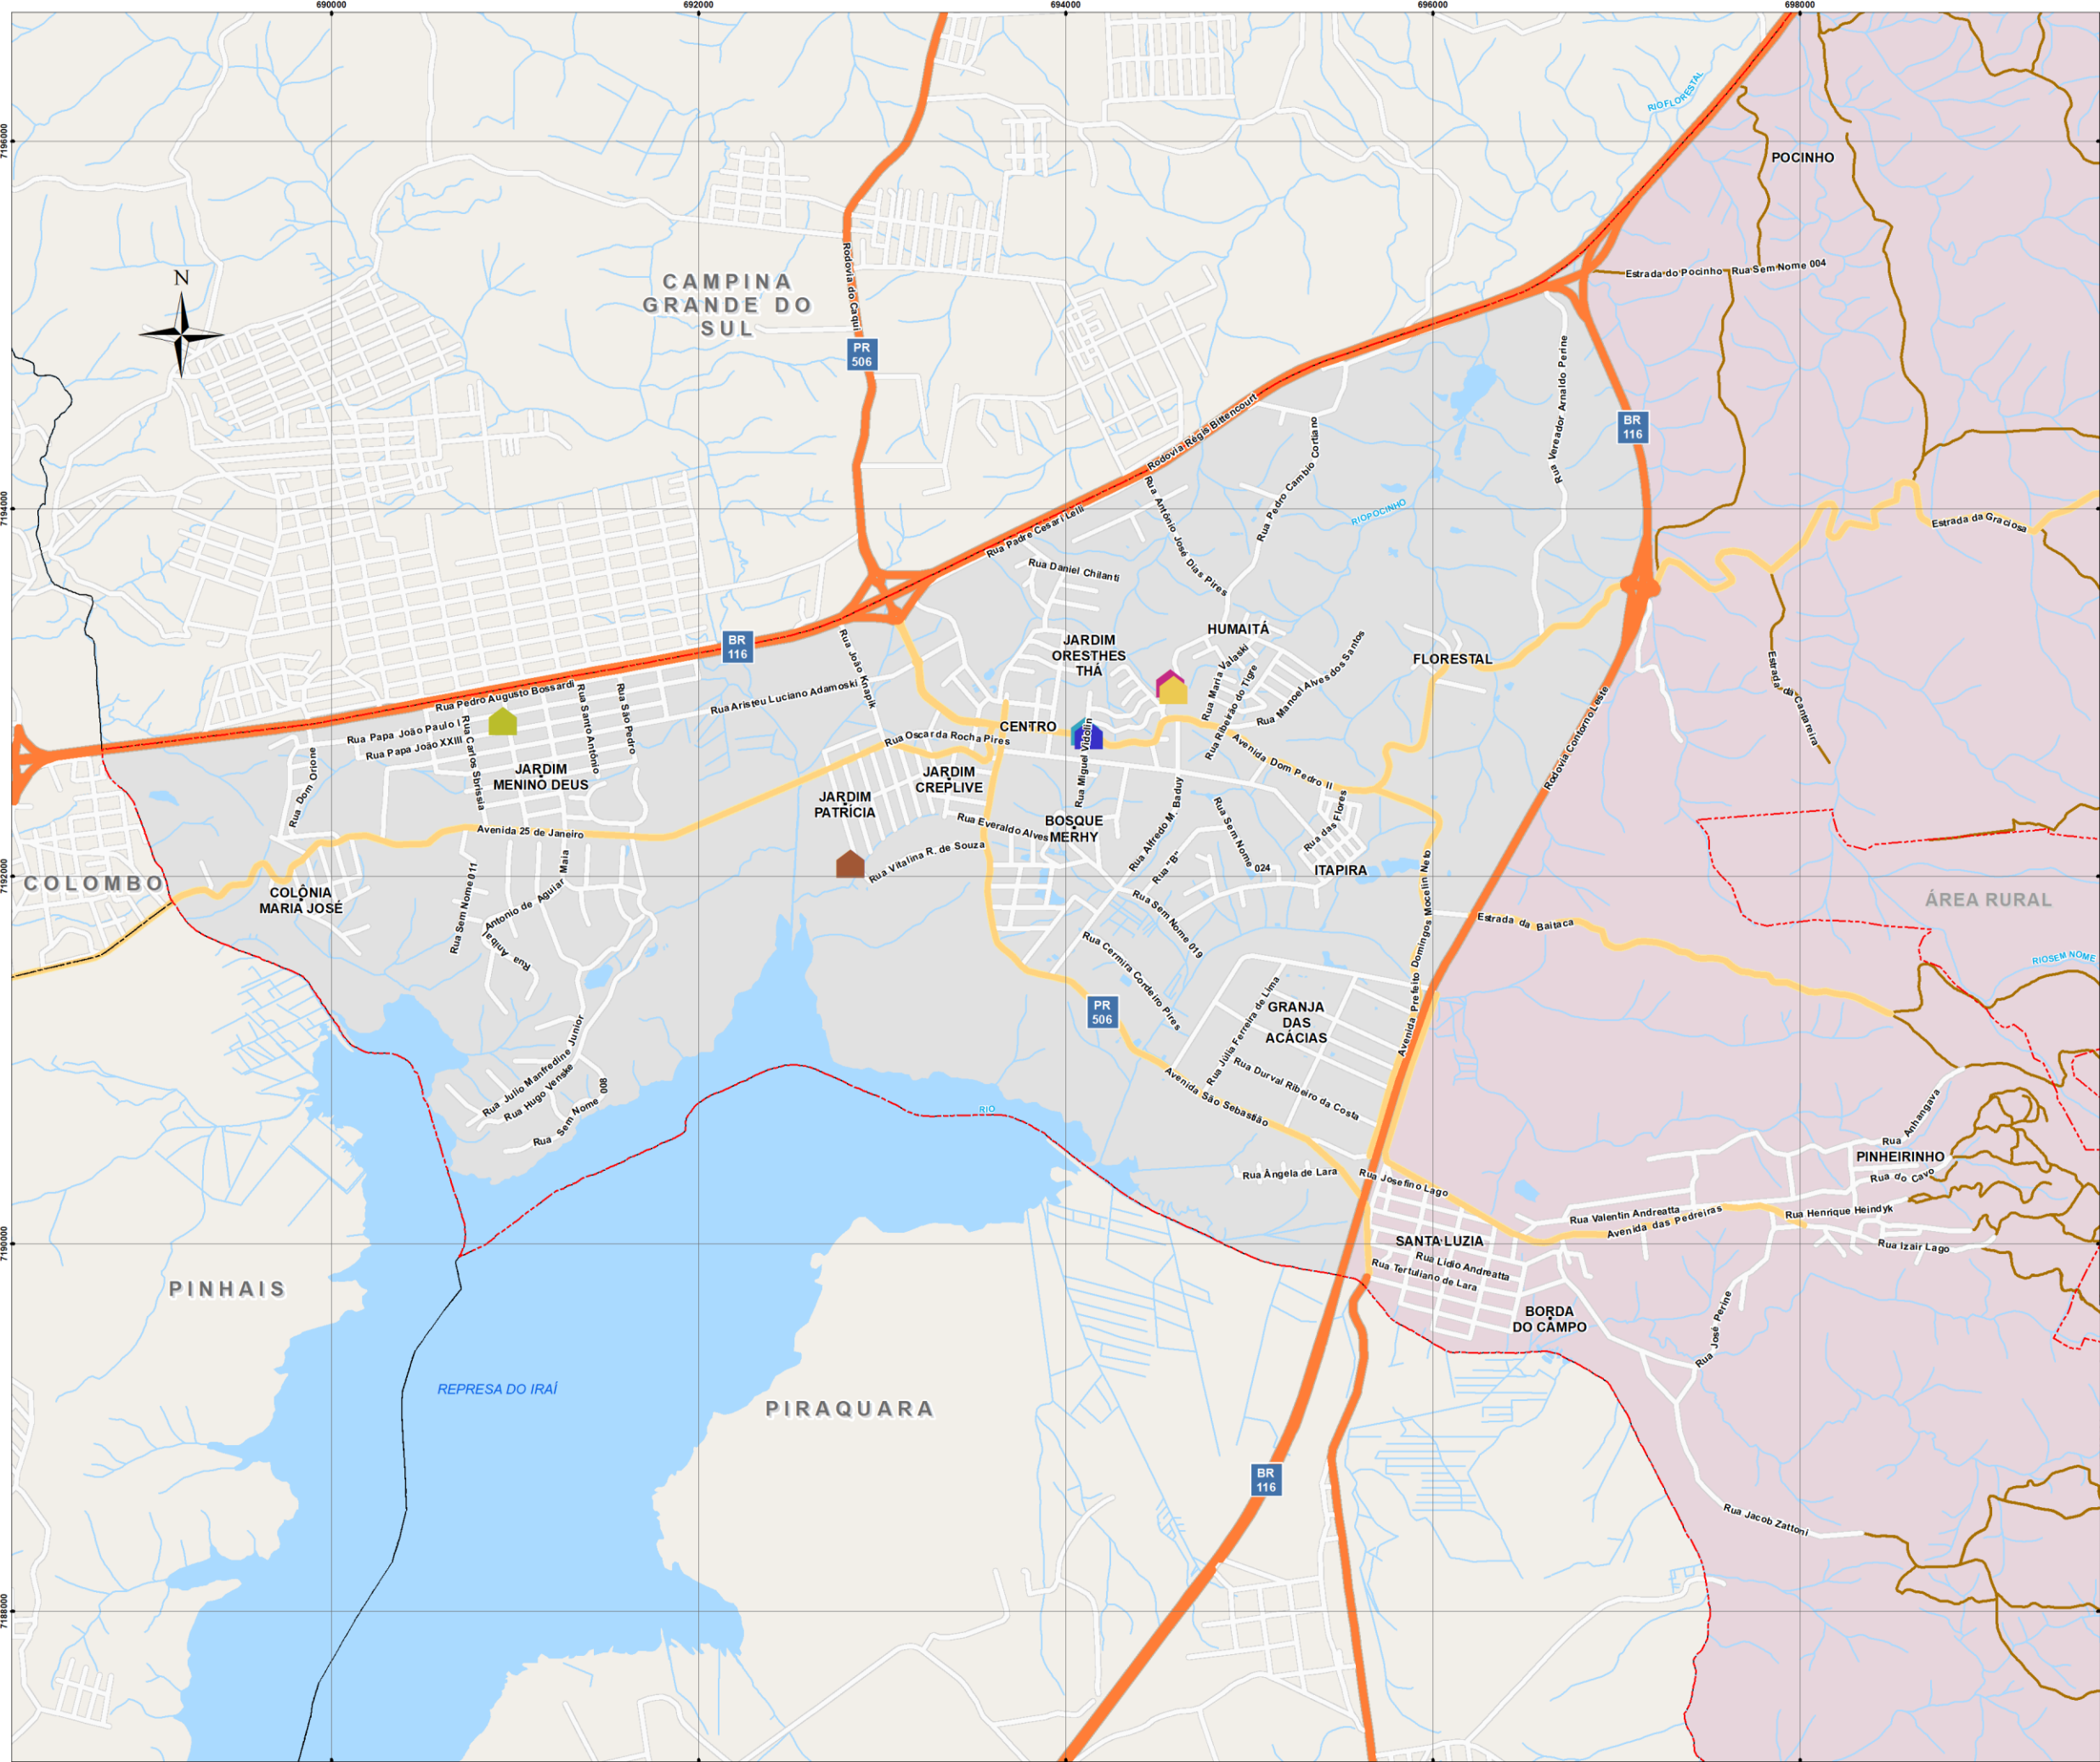 690000
692000
694000
696000
698000
7196000
7194000
7192000
7190000
7188000
N
RIO FLORESTAL
POCINHO
Estrada do Pocinho
Rua Sem Nome 004
CAMPINA
GRANDE DO
SUL
Rodovia do Caqui
PR
506
BR
116
Rua Vereador Arnaldo Perine
Rodovia Régis Bittencourt
Rua Pedro Cambio Cortiano
RIO POCINHO
Rua Antônio José Dias Pires
Rua Padre Cesari Lelli
Estrada da Graciosa
Rua Daniel Chilanti
HUMAITÁ
JARDIM
ORESTHES
THÁ
FLORESTAL
BR
116
Rua João Knapik
Rua Maria Valaski
Rua Ribeirão do Tigre
Rua Manoel Alves dos Santos
Estrada da Cantareira
Rodovia Contorno Leste
Rua Pedro Augusto Bossardi
Rua Aristeu Luciano Adamoski
Rua Santo Antônio
Rua São Pedro
Rua Papa João Paulo I
Rua Papa João XXIII
Rua Carlos Sbrissia
Rua Dom Orione
CENTRO
Rua Oscar da Rocha Pires
Rua Miguel Vidolin
Avenida Dom Pedro II
JARDIM
MENINO DEUS
JARDIM
CREPLIVE
JARDIM
PATRÍCIA
BOSQUE
MERHY
Avenida 25 de Janeiro
Rua Everaldo Alves
Rua Vitalina R. de Souza
Rua Alfredo M. Baduy
Rua "B"
Rua Sem Nome 024
Rua das Flores
ITAPIRA
COLOMBO
COLÔNIA
MARIA JOSÉ
Rua Sem Nome 011
Rua Anibal Antonio de Aguiar Maia
Rua Sem Nome 019
Rua Cermira Cordeiro Pires
Avenida Prefeito Domingos Mocelin Neto
Estrada da Baitaca
ÁREA RURAL
RIO SEM NOME
PR
506
GRANJA
DAS
ACÁCIAS
Rua Júlia Ferreira de Lima
Rua Durval Ribeiro da Costa
Avenida São Sebastião
Rua Julio Manfredine Junior
Rua Hugo Venske
Rua Sem Nome 008
RIO
Rua Anhangava
PINHEIRINHO
Rua do Cavo
Rua Ângela de Lara
Rua Josefino Lago
Rua Valentin Andreatta
Avenida das Pedreiras
Rua Henrique Heindyk
Rua Izair Lago
SANTA LUZIA
Rua Lidio Andreatta
Rua Tertuliano de Lara
PINHAIS
BORDA
DO CAMPO
Rua José Perine
REPRESA DO IRAÍ
PIRAQUARA
BR
116
Rua Jacob Zattoni